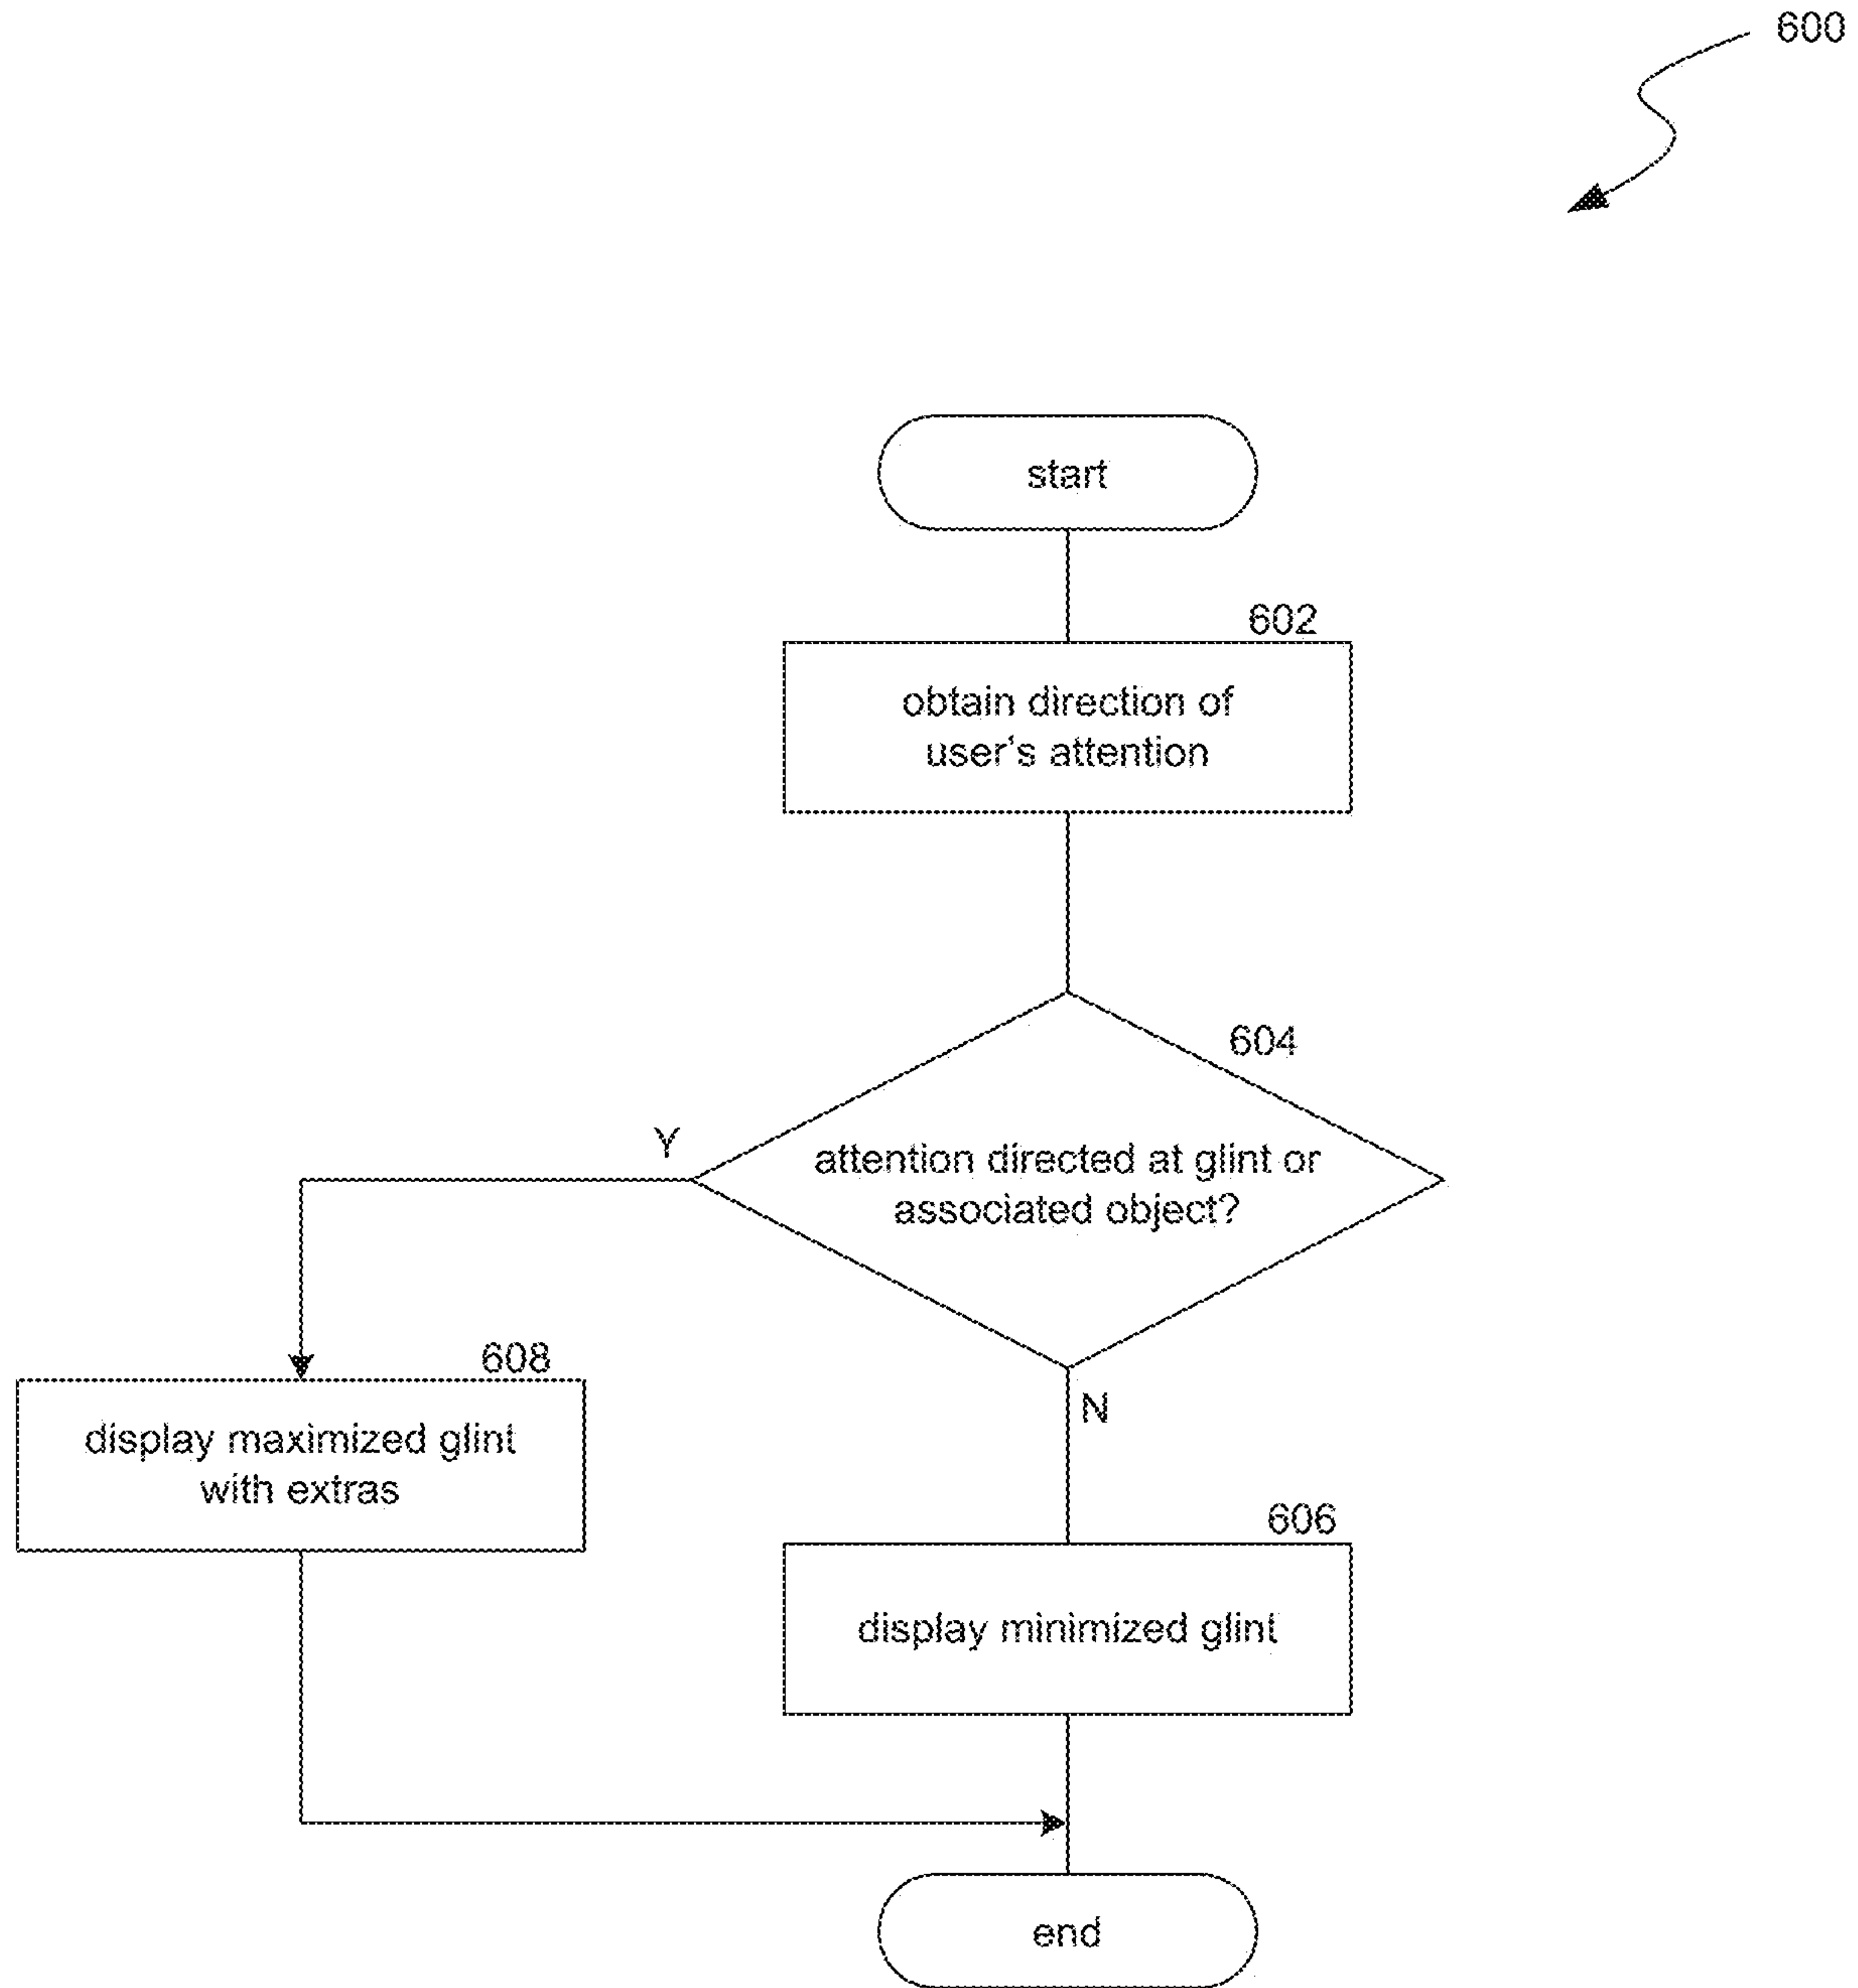 600
start
602
obtain direction of
user's attention
604
Y
attention directed at glint or
associated object?
608
N
display maximized glint
with extras
606
display minimized glint
end